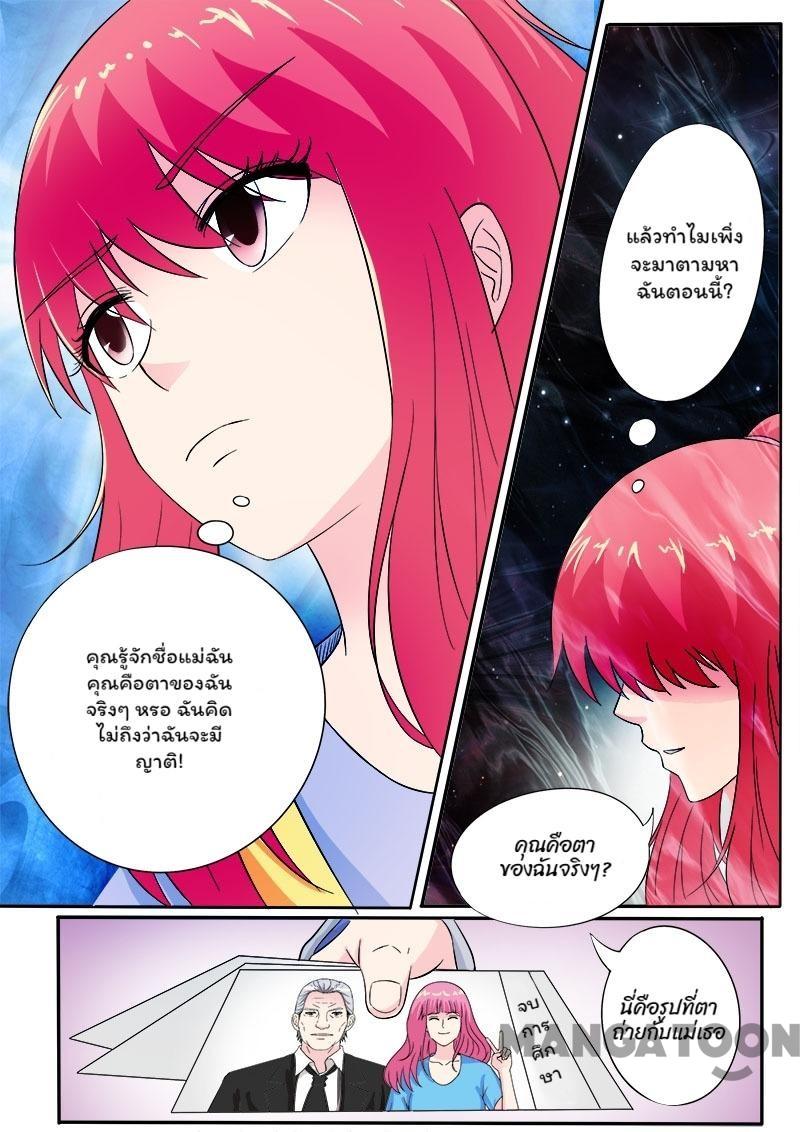 คุณรู้จักชื่อแม่ฉัน
คุณคือตาของฉัน
จริงๆ หรอ ฉันคิด
ไม่ถึงว่าฉันจะมี
ญาติ!
แล้วทำไมเพิ่ง
จะมาตามหา
ฉันตอนนี้?
คุณคือตา
ของฉันจริงๆ?
นี่คือรูปที่ตา
ถ่ายกับแม่เธอ
จบ
การ
ศึก
ษา
MANGATOON